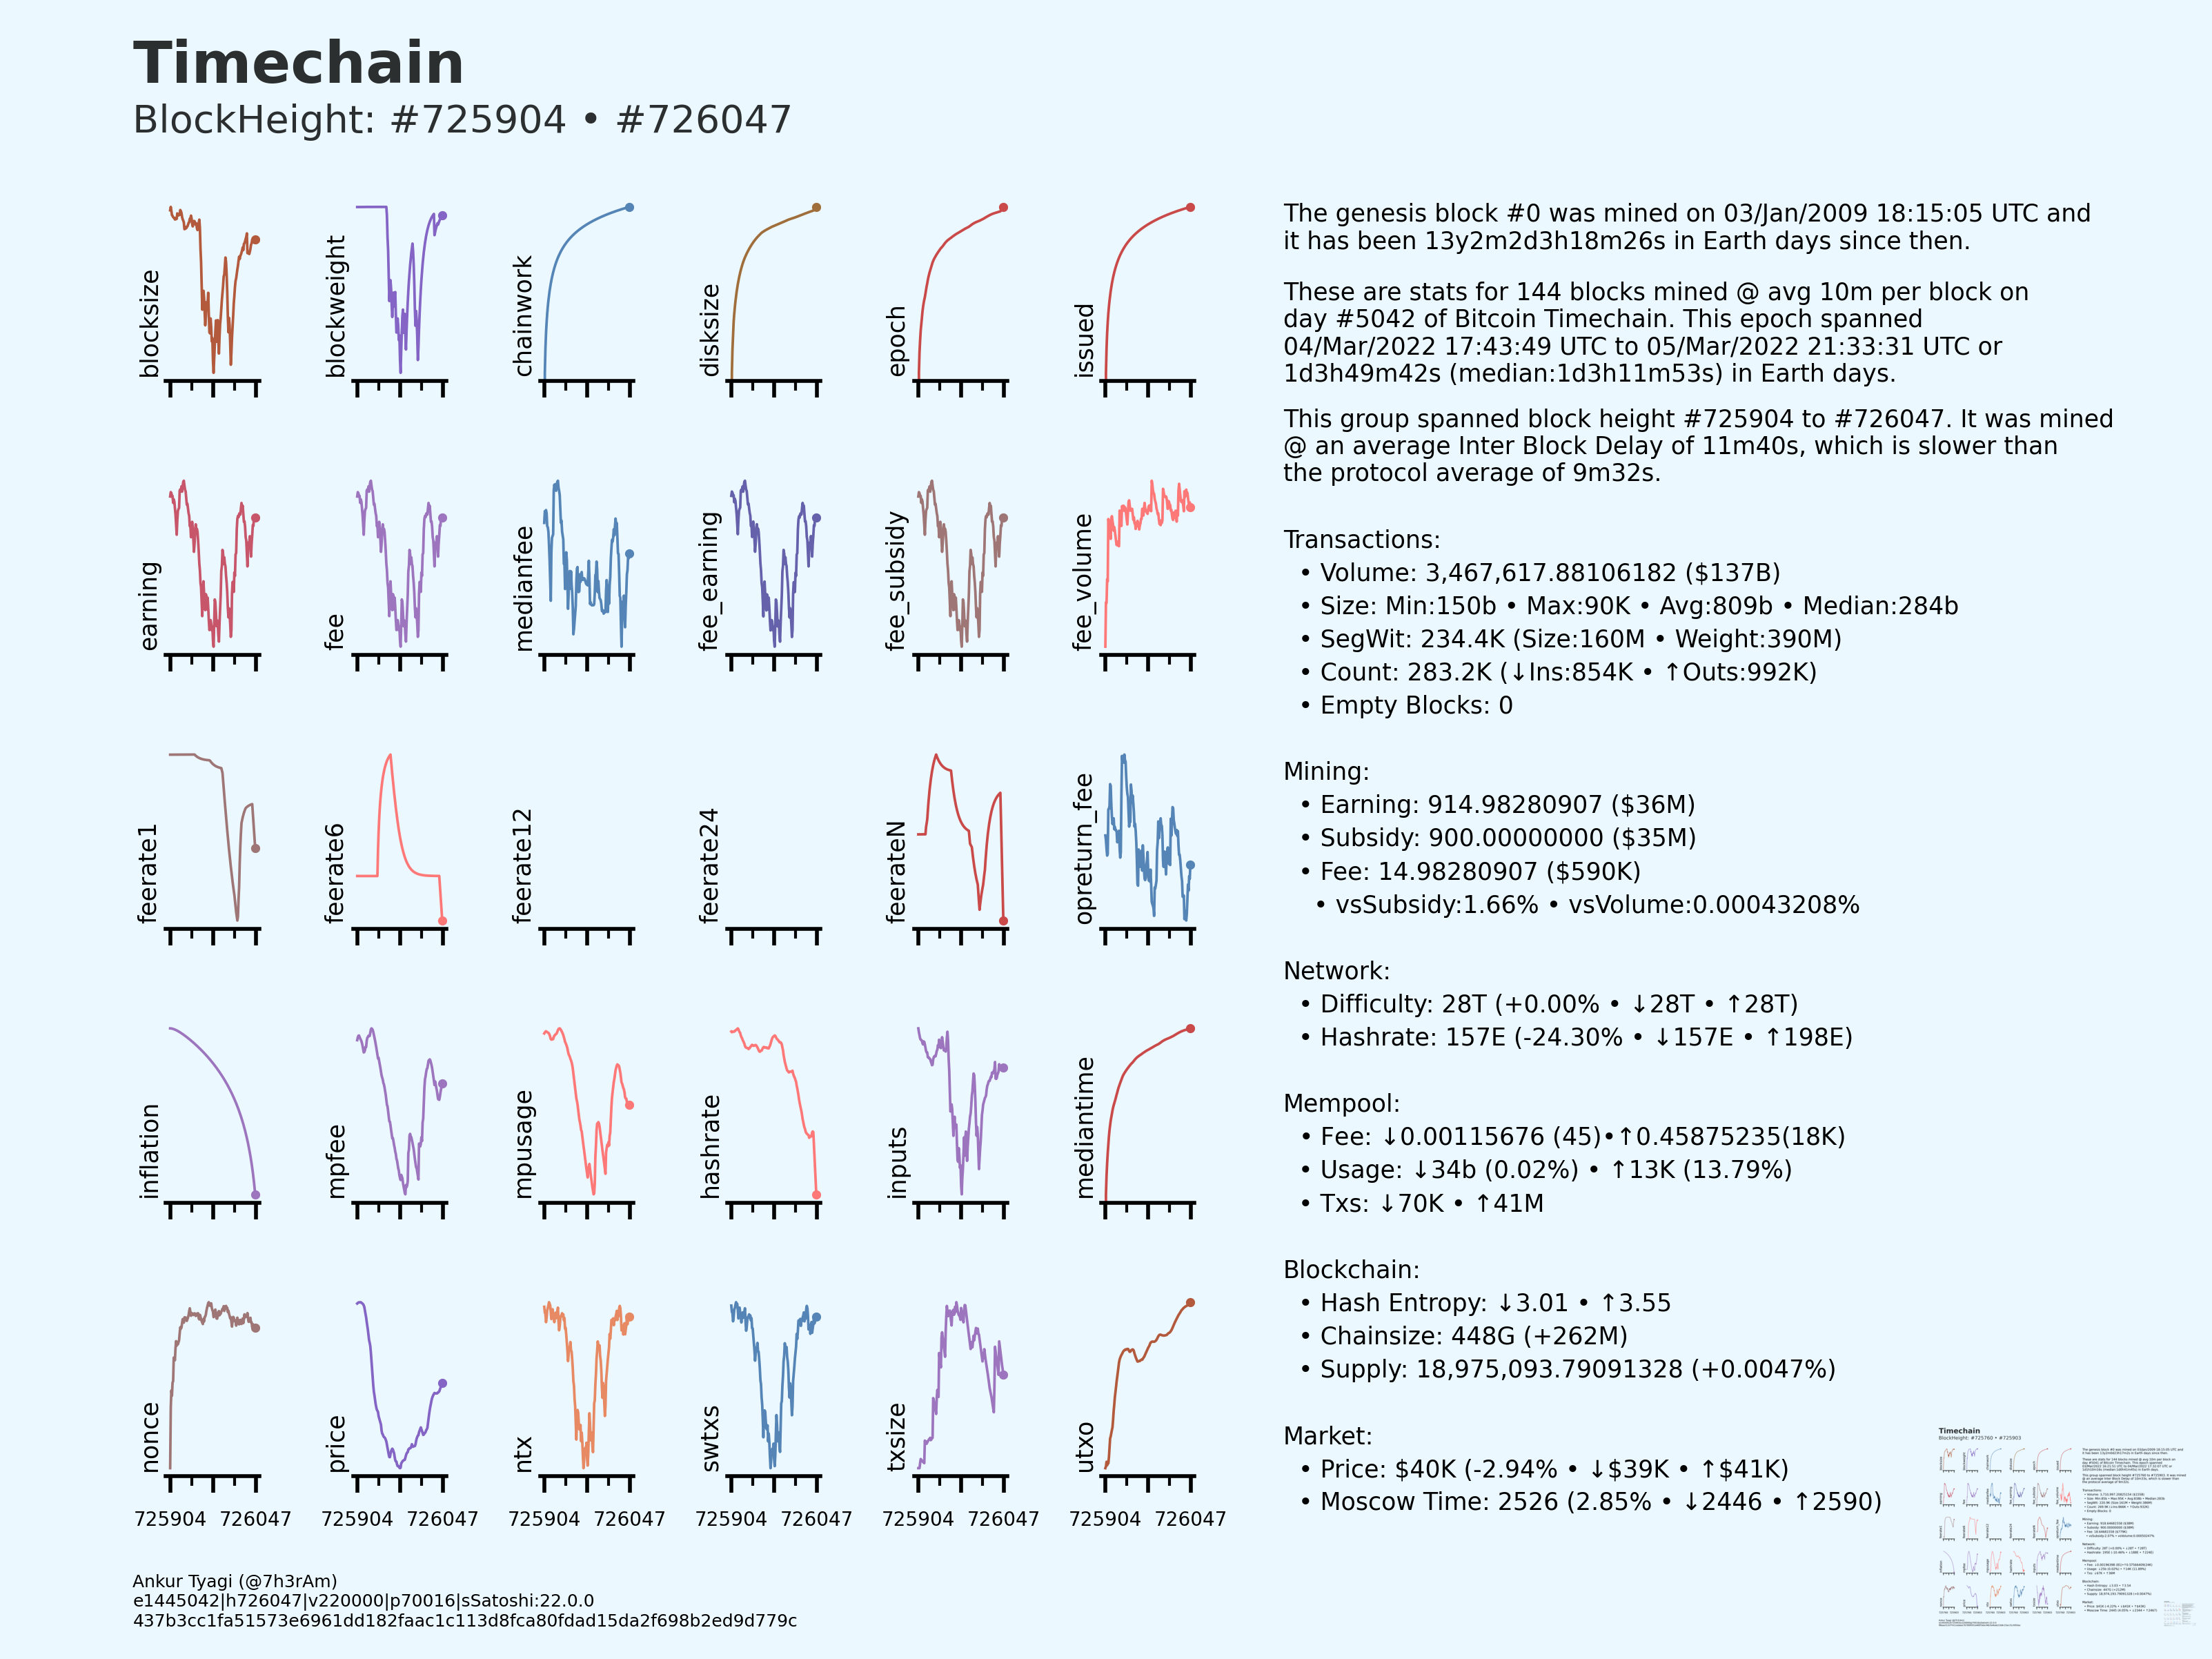 Timechain
BlockHeight: #725904 • #726047
blocksize
blockweight
chainwork
disksize
epoch
issued
earning
fee
medianfee
fee_earning
fee_subsidy
fee_volume
feerate1
feerate6
feerate12
feerate24
feerateN
opreturn_fee
inflation
mpfee
mpusage
hashrate
inputs
mediantime
nonce
price
ntx
swtxs
txsize
utxo
725904 726047 725904 726047 725904 726047 725904 726047 725904 726047 725904 726047
The genesis block #0 was mined on 03/Jan/2009 18:15:05 UTC and
it has been 13y2m2d3h18m26s in Earth days since then.
These are stats for 144 blocks mined @ avg 10m per block on
day #5042 of Bitcoin Timechain. This epoch spanned
04/Mar/2022 17:43:49 UTC to 05/Mar/2022 21:33:31 UTC or
1d3h49m42s (median:1d3h11m53s) in Earth days.
This group spanned block height #725904 to #726047. It was mined
@ an average Inter Block Delay of 11m40s, which is slower than
the protocol average of 9m32s.
Transactions:
• Volume: 3,467,617.88106182 ($137B)
• Size: Min:150b • Max:90K • Avg:809b • Median:284b
• SegWit: 234.4K (Size:160M • Weight:390M)
• Count: 283.2K (↓Ins:854K • ↑Outs:992K)
• Empty Blocks: 0
Mining:
• Earning: 914.98280907 ($36M)
• Subsidy: 900.00000000 ($35M)
• Fee: 14.98280907 ($590K)
• vsSubsidy:1.66% • vsVolume:0.00043208%
Network:
• Difficulty: 28T (+0.00% • ↓28T • ↑28T)
• Hashrate: 157E (-24.30% • ↓157E • ↑198E)
Mempool:
• Fee: ↓0.00115676 (45)•↑0.45875235(18K)
• Usage: ↓34b (0.02%) • ↑13K (13.79%)
• Txs: ↓70K • ↑41M
Blockchain:
• Hash Entropy: ↓3.01 • ↑3.55
• Chainsize: 448G (+262M)
• Supply: 18,975,093.79091328 (+0.0047%)
Market:
• Price: $40K (-2.94% • ↓$39K • ↑$41K)
• Moscow Time: 2526 (2.85% • ↓2446 • ↑2590)
Ankur Tyagi (@7h3rAm)
e1445042|h726047|v220000|p70016|sSatoshi:22.0.0
437b3cc1fa51573e6961dd182faac1c113d8fca80fdad15da2f698b2ed9d779c
Timechain
BlockHeight: #725760 • #725903